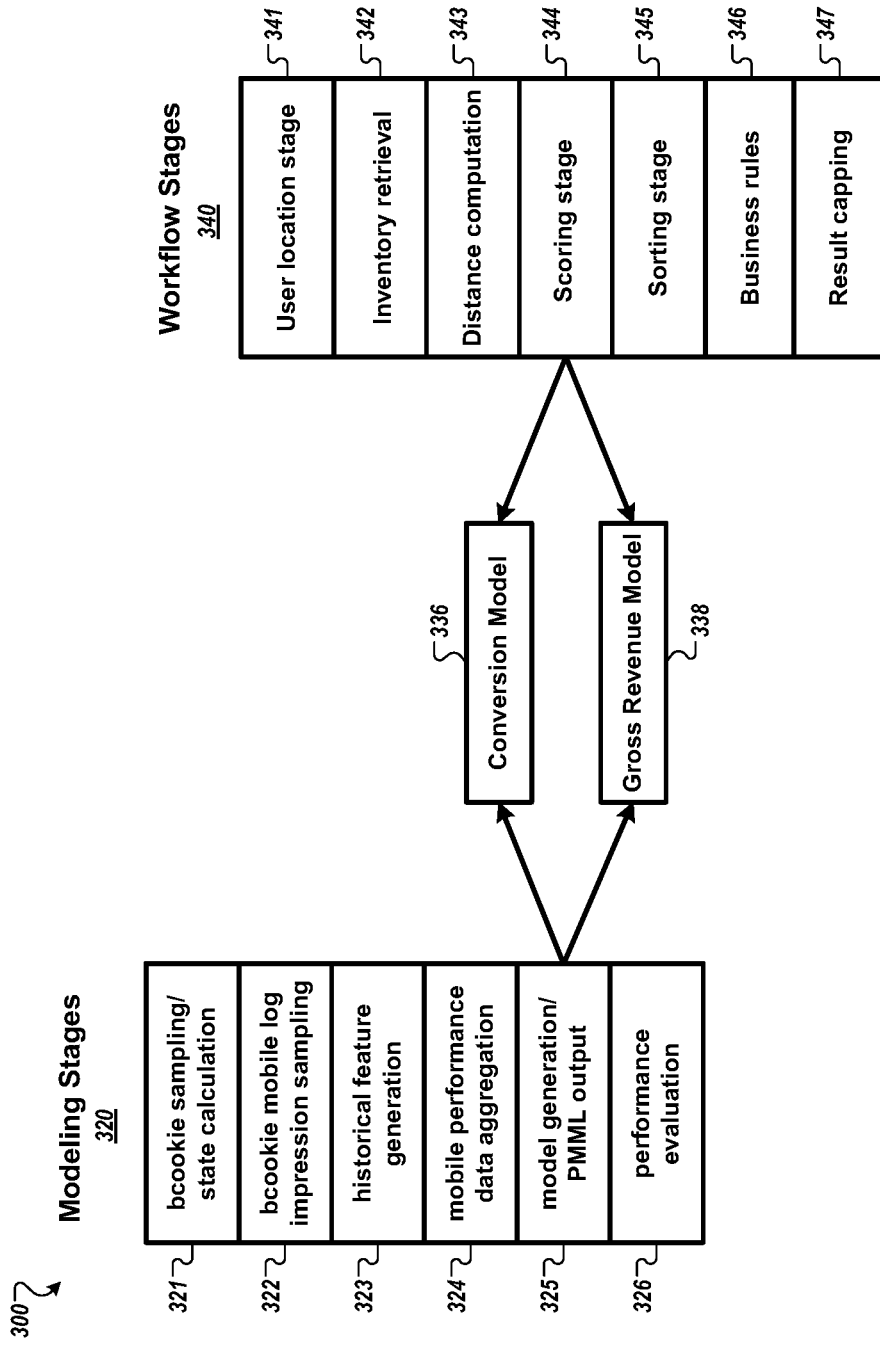 300
Modeling Stages
320
321
bcookie sampling/
state calculation
322
bcookie mobile log
impression sampling
323
historical feature
generation
324
mobile performance
data aggregation
325
model generation/
PMML output
326
performance
evaluation
336
Conversion Model
Gross Revenue Model
338
Workflow Stages
340
User location stage
341
Inventory retrieval
342
Distance computation
343
Scoring stage
344
Sorting stage
345
Business rules
346
Result capping
347